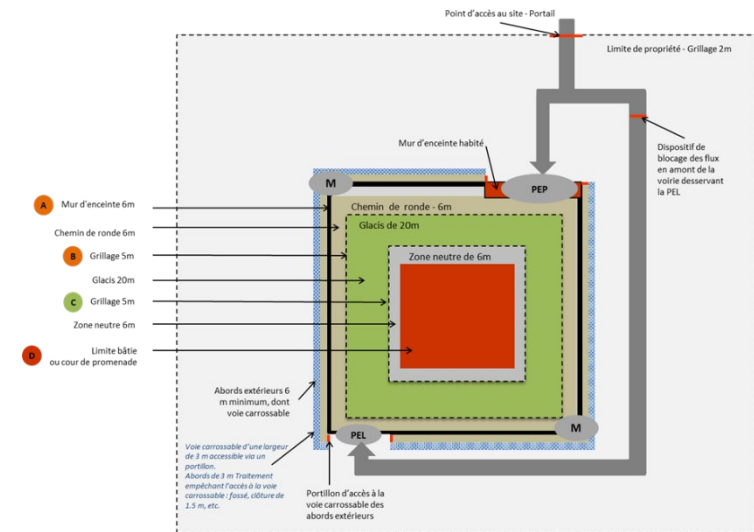 Point d'accès au site - Portail
Limite de propriété - Grillage 2m
Mur d'enceinte habité
Dispositif de
blocage des flux
en amont de la
voirie desservant
la PEL
M
PEP
A Mur d'enceinte 6m
Chemin de ronde - 6m
Glacis de 20m
Chemin de ronde 6m
B Grillage 5m
Zone neutre de 6m
Glacis 20m
C Grillage 5m
Zone neutre 6m
D Limite bâtie
ou cour de promenade
Abords extérieurs 6
m minimum, dont
voie carrossable
PEL
M
Voie carrossable d'une largeur
de 3 m accessible via un
portillon.
Abords de 3 m Traitement
empêchant l'accès à la voie
carrossable : fossé, clôture de
1.5 m, etc.
Portillon d'accès à la
voie carrossable des
abords extérieurs